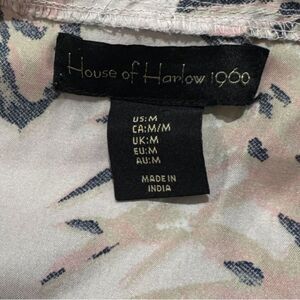 House of Harlow 1960
US:M
CA:M/M
UK:M
EU:M
AU:M
MADE IN
INDIA